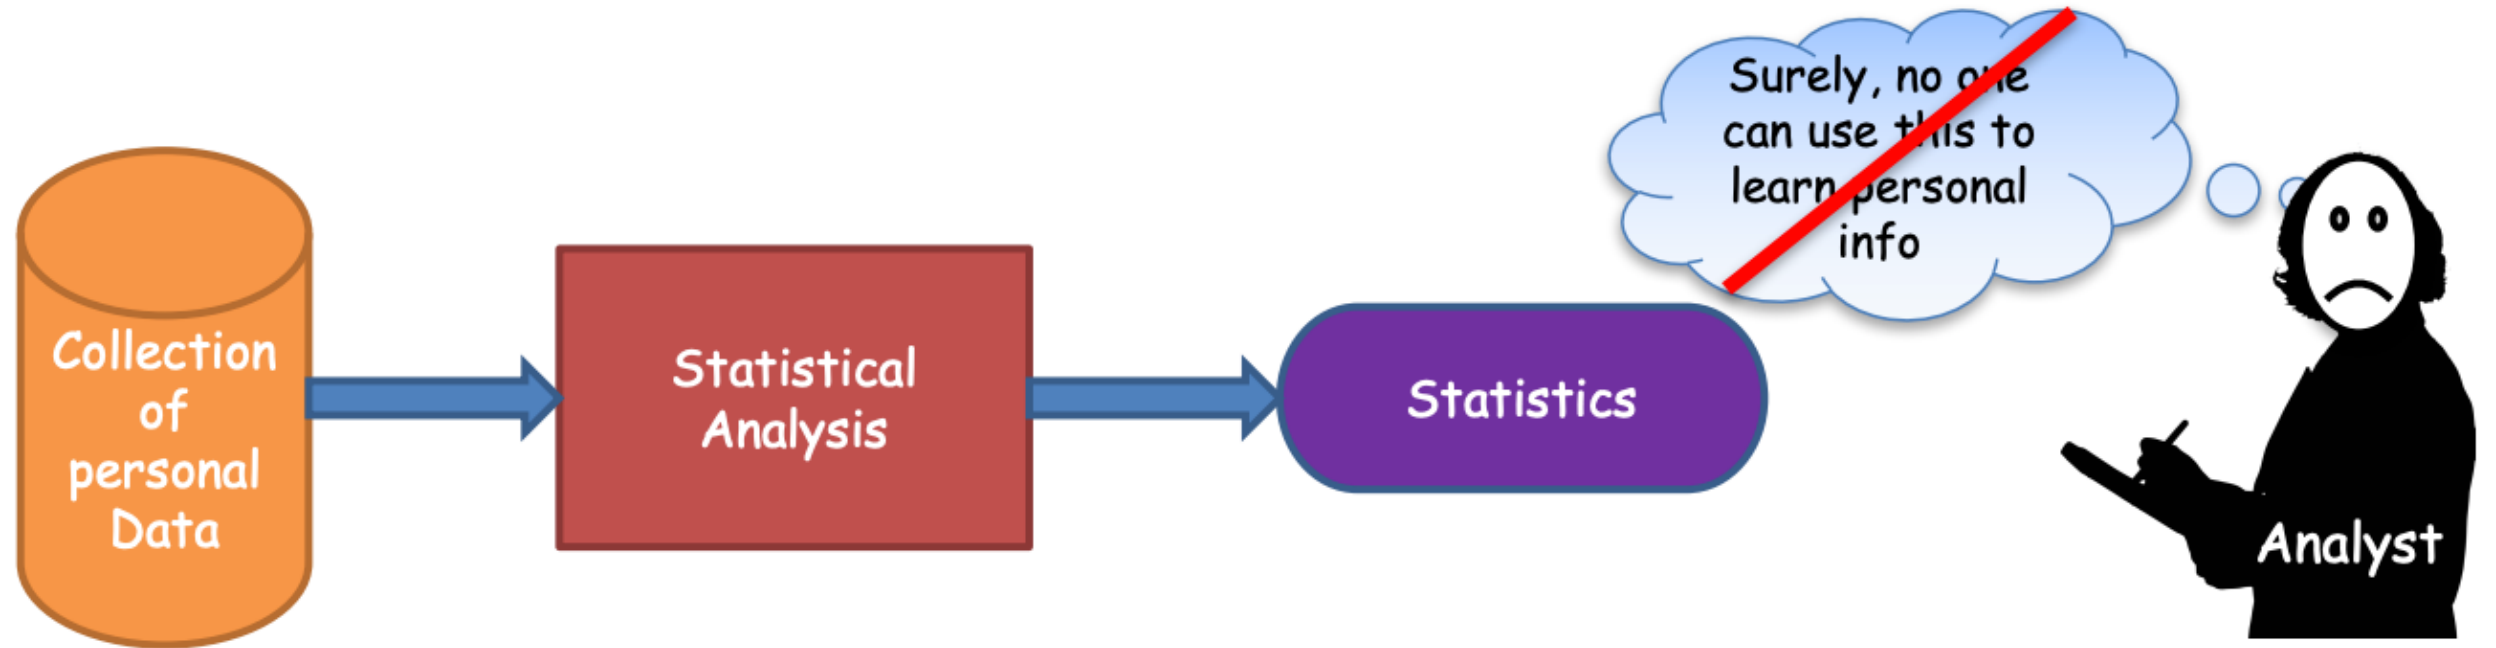 Surely, no one
can use this to
learn personal
info
Collection
of
personal
Data
Statistical
Analysis
Statistics
Analyst